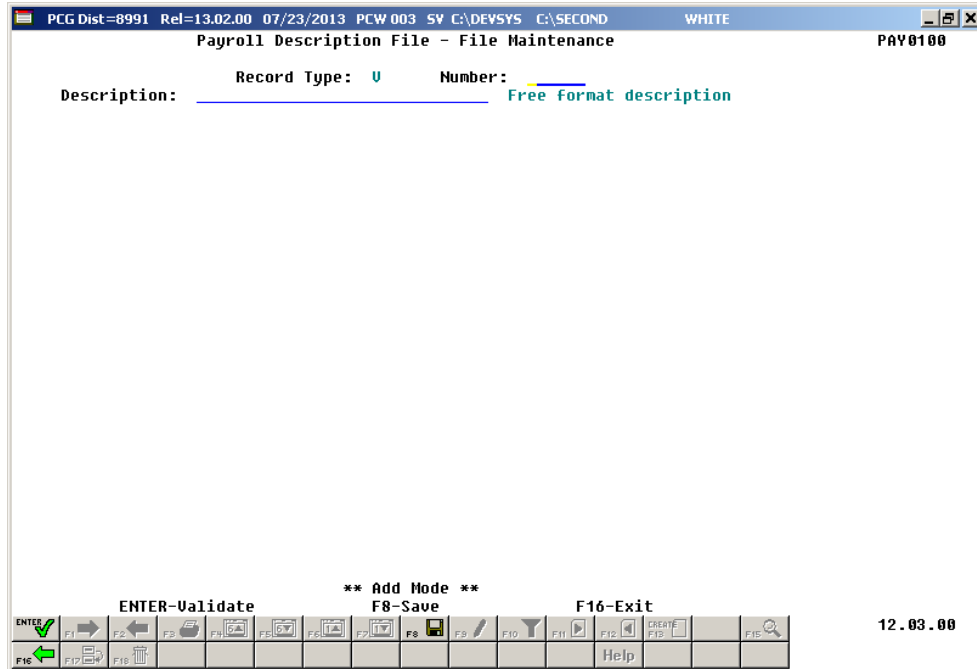 PCG Dist=8991 Rel=13.02.00 07/23/2013 PCW 003 SV C:\DEVSYS C:\SECOND WHITE
Payroll Description File - File Maintenance PAY0100
Record Type: V Number:
Description: Free format description
** Add Mode **
ENTER-Validate F8-Save F16-Exit
ENTER F1 F2 F3 F4 F5 F6 F7 F8 F9 F10 F11 F12 CREATE F13 F15 12.03.00
F16 F17 F18 Help